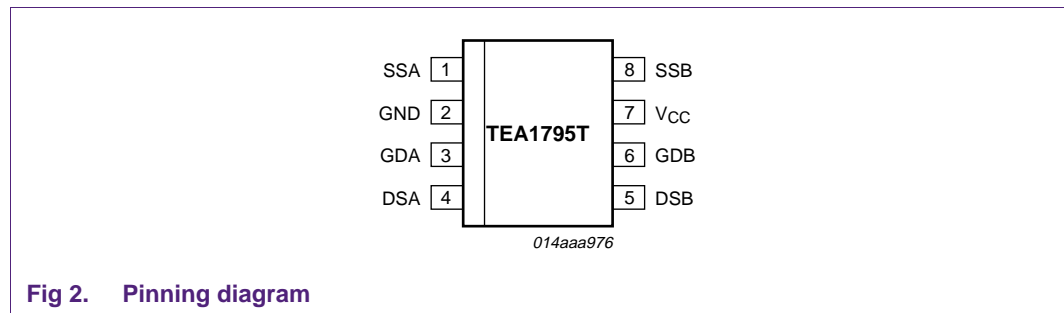 SSA 1 8 SSB
GND 2 7 VCC
TEA1795T
GDA 3 6 GDB
DSA 4 5 DSB
014aaa976
Fig 2. Pinning diagram